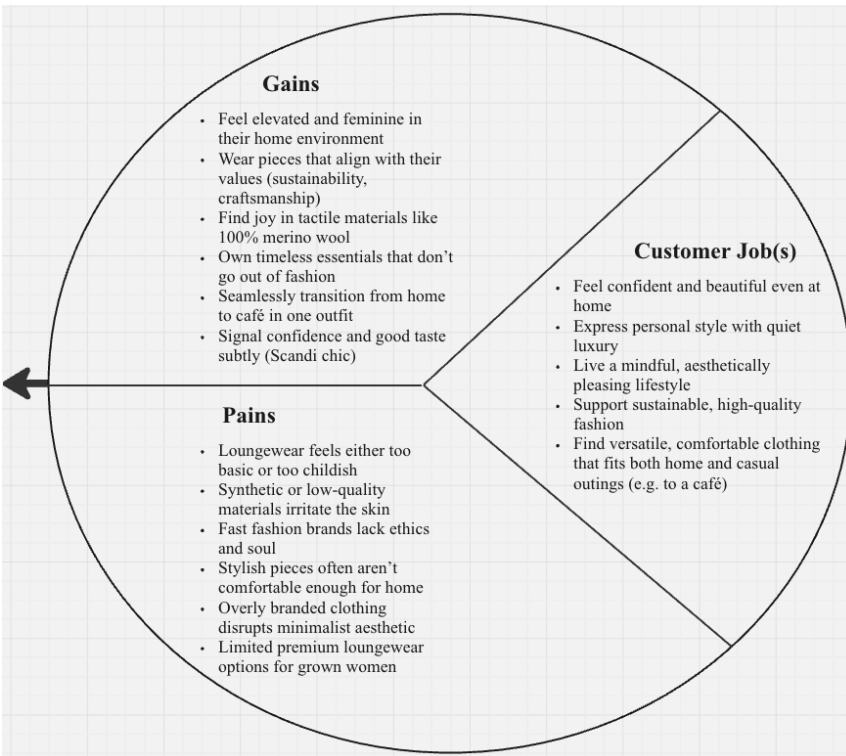 Gains
• Feel elevated and feminine in
their home environment
• Wear pieces that align with their
values (sustainability,
craftsmanship)
• Find joy in tactile materials like
100% merino wool
• Own timeless essentials that don’t
go out of fashion
• Seamlessly transition from home
to café in one outfit
• Signal confidence and good taste
subtly (Scandi chic)
Customer Job(s)
• Feel confident and beautiful even at
home
• Express personal style with quiet
luxury
• Live a mindful, aesthetically
pleasing lifestyle
• Support sustainable, high-quality
fashion
• Find versatile, comfortable clothing
that fits both home and casual
outings (e.g. to a café)
Pains
• Loungewear feels either too
basic or too childish
• Synthetic or low-quality
materials irritate the skin
• Fast fashion brands lack ethics
and soul
• Stylish pieces often aren’t
comfortable enough for home
• Overly branded clothing
disrupts minimalist aesthetic
• Limited premium loungewear
options for grown women